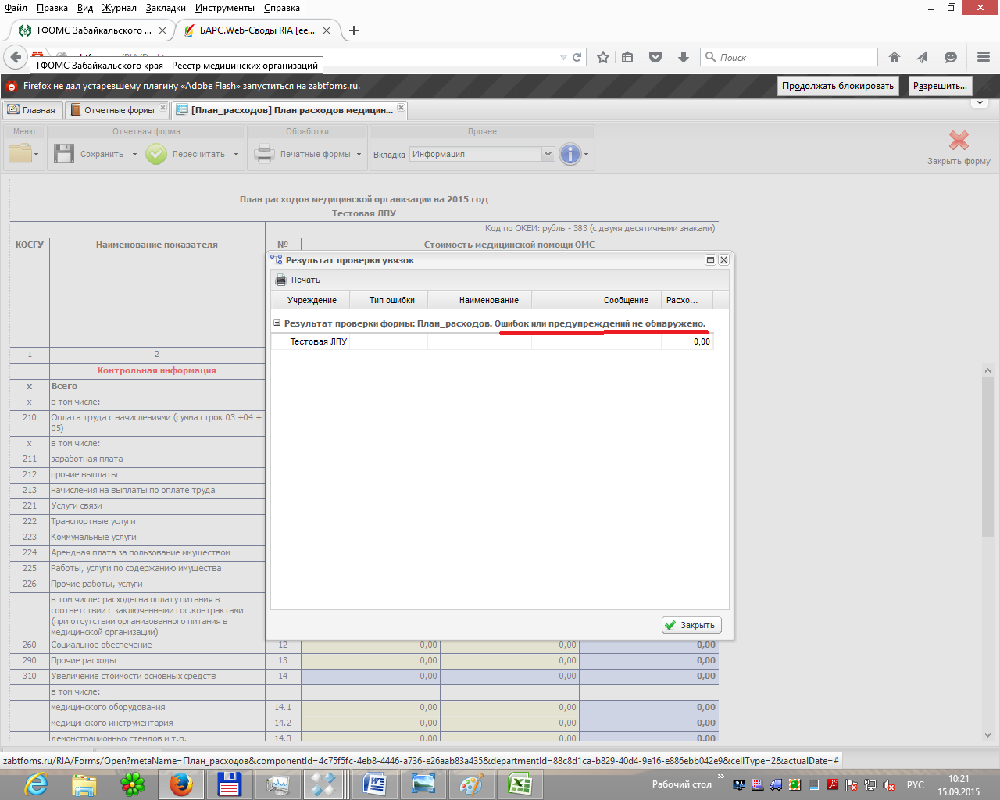 Файл Правка Вид Журнал Закладки Инструменты Справка
ТФОМС Забайкальского ... БАРС.Web-Своды RIA [ее...
Поиск
ТФОМС Забайкальского края - Реестр медицинских организаций
Firefox не дал устаревшему плагину «Adobe Flash» запуститься на zabtfoms.ru. Продолжать блокировать Разрешить...
Главная Отчетные формы [План_расходов] План расходов медицин...
Меню Отчетная форма Обработки Прочее
Сохранить Пересчитать Печатные формы Вкладка Информация
Закрыть форму
План расходов медицинской организации на 2015 год
Тестовая ЛПУ
Код по ОКЕИ: рубль - 383 (с двумя десятичными знаками)
КОСГУ Наименование показателя № Стоимость медицинской помощи ОМС
Результат проверки увязок
Печать
Учреждение Тип ошибки Наименование Сообщение Расхо...
Результат проверки формы: План_расходов. Ошибок или предупреждений не обнаружено.
Тестовая ЛПУ 0,00
1 2
Контрольная информация
х Всего
х в том числе:
210 Оплата труда с начислениями (сумма строк 03 +04 +
05)
х в том числе:
211 заработная плата
212 прочие выплаты
213 начисления на выплаты по оплате труда
221 Услуги связи
222 Транспортные услуги
223 Коммунальные услуги
224 Арендная плата за пользование имуществом
225 Работы, услуги по содержанию имущества
226 Прочие работы, услуги
в том числе: расходы на оплату питания в
соответствии с заключенными гос.контрактами
(при отсутствии организованного питания в
медицинской организации)
Закрыть
260 Социальное обеспечение 12 0,00 0,00 0,00
290 Прочие расходы 13 0,00 0,00 0,00
310 Увеличение стоимости основных средств 14 0,00 0,00 0,00
в том числе:
медицинского оборудования 14.1 0,00 0,00 0,00
медицинского инструментария 14.2 0,00 0,00 0,00
демонстрационных стендов и т.п. 14.3 0,00 0,00 0,00
zabtfoms.ru/RIA/Forms/Open?metaName=План_расходов&componentId=4c75f5fc-4eb8-4446-a736-e26aab83a435&departmentId=88c8d1ca-b829-40d4-9e16-e886ebb042e9&cellType=2&actualDate=#
Рабочий стол » РУС 10:21
15.09.2015